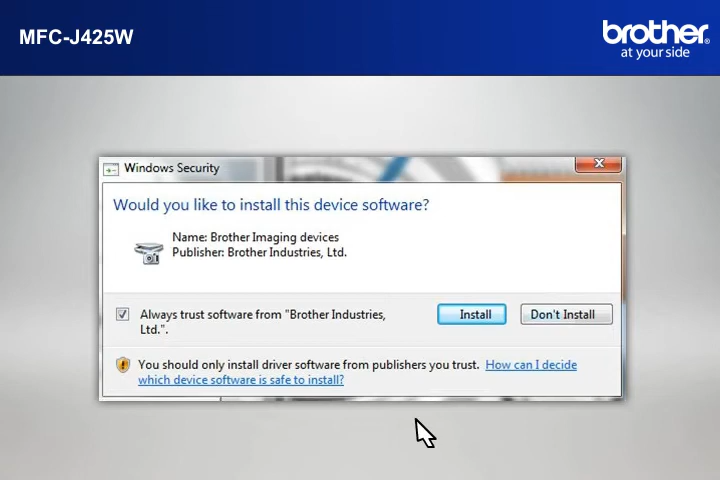 MFC-J425W
brother®
at your side
Windows Security
Would you like to install this device software?
Name: Brother Imaging devices
Publisher: Brother Industries, Ltd.
Always trust software from "Brother Industries,
Ltd.".
Install
Don't Install
You should only install driver software from publishers you trust. How can I decide
which device software is safe to install?